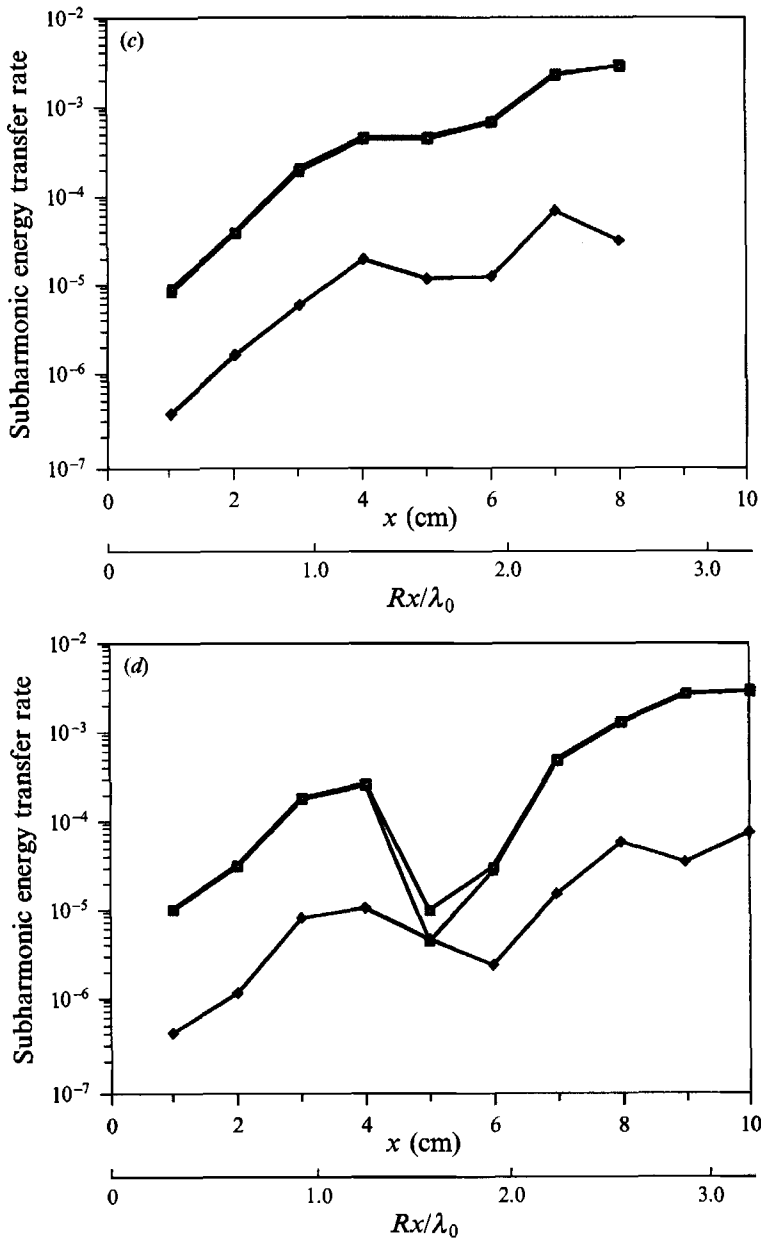 (c)
Subharmonic energy transfer rate
10⁻²
10⁻³
10⁻⁴
10⁻⁵
10⁻⁶
10⁻⁷
0 2 4 6 8 10
x (cm)
0 1.0 2.0 3.0
Rx/λ₀
(d)
Subharmonic energy transfer rate
10⁻²
10⁻³
10⁻⁴
10⁻⁵
10⁻⁶
10⁻⁷
0 2 4 6 8 10
x (cm)
0 1.0 2.0 3.0
Rx/λ₀